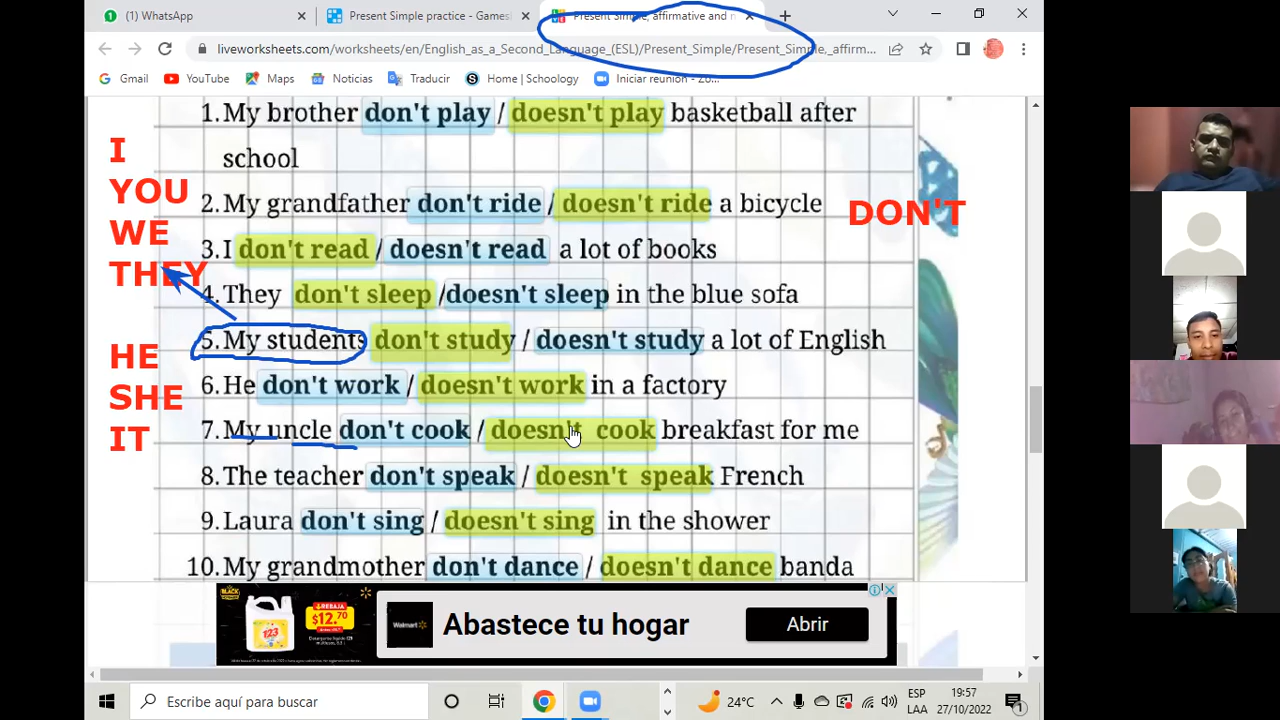 (1) WhatsApp
Present Simple practice - Games
Present Simple, affirmative and n
liveworksheets.com/worksheets/en/English_as_a_Second_Language_(ESL)/Present_Simple/Present_Simple,_affirm...
Gmail
YouTube
Maps
Noticias
Traducir
Home | Schoology
Iniciar reunión - Zo...
1. My brother don't play / doesn't play basketball after
school
2. My grandfather don't ride / doesn't ride a bicycle
3. I don't read / doesn't read a lot of books
4. They don't sleep /doesn't sleep in the blue sofa
5. My students don't study / doesn't study a lot of English
6. He don't work / doesn't work in a factory
7. My uncle don't cook / doesn't cook breakfast for me
8. The teacher don't speak / doesn't speak French
9. Laura don't sing / doesn't sing in the shower
10. My grandmother don't dance / doesn't dance banda
I
YOU
WE
THEY
HE
SHE
IT
DON'T
BLACK
REBAJA
$12.70
123
Walmart
Abastece tu hogar
Abrir
Escribe aquí para buscar
24°C
ESP
LAA
19:57
27/10/2022